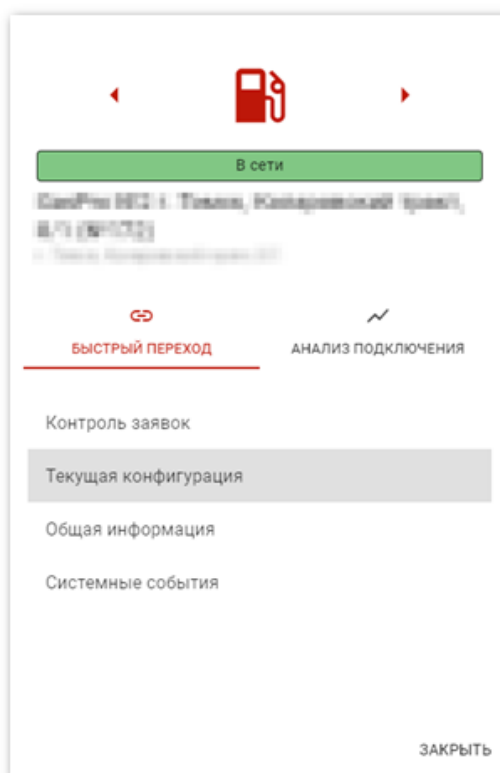 В сети
БЫСТРЫЙ ПЕРЕХОД
АНАЛИЗ ПОДКЛЮЧЕНИЯ
Контроль заявок
Текущая конфигурация
Общая информация
Системные события
ЗАКРЫТЬ